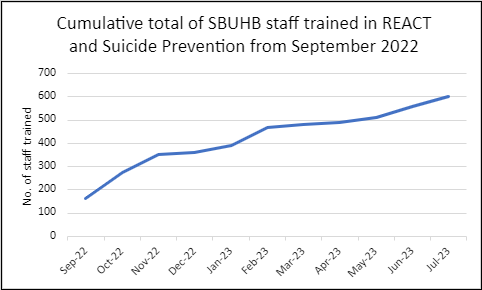 Cumulative total of SBUHB staff trained in REACT
and Suicide Prevention from September 2022
No. of staff trained
700
600
500
400
300
200
100
0
Sep-22
Oct-22
Nov-22
Dec-22
Jan-23
Feb-23
Mar-23
Apr-23
May-23
Jun-23
Jul-23